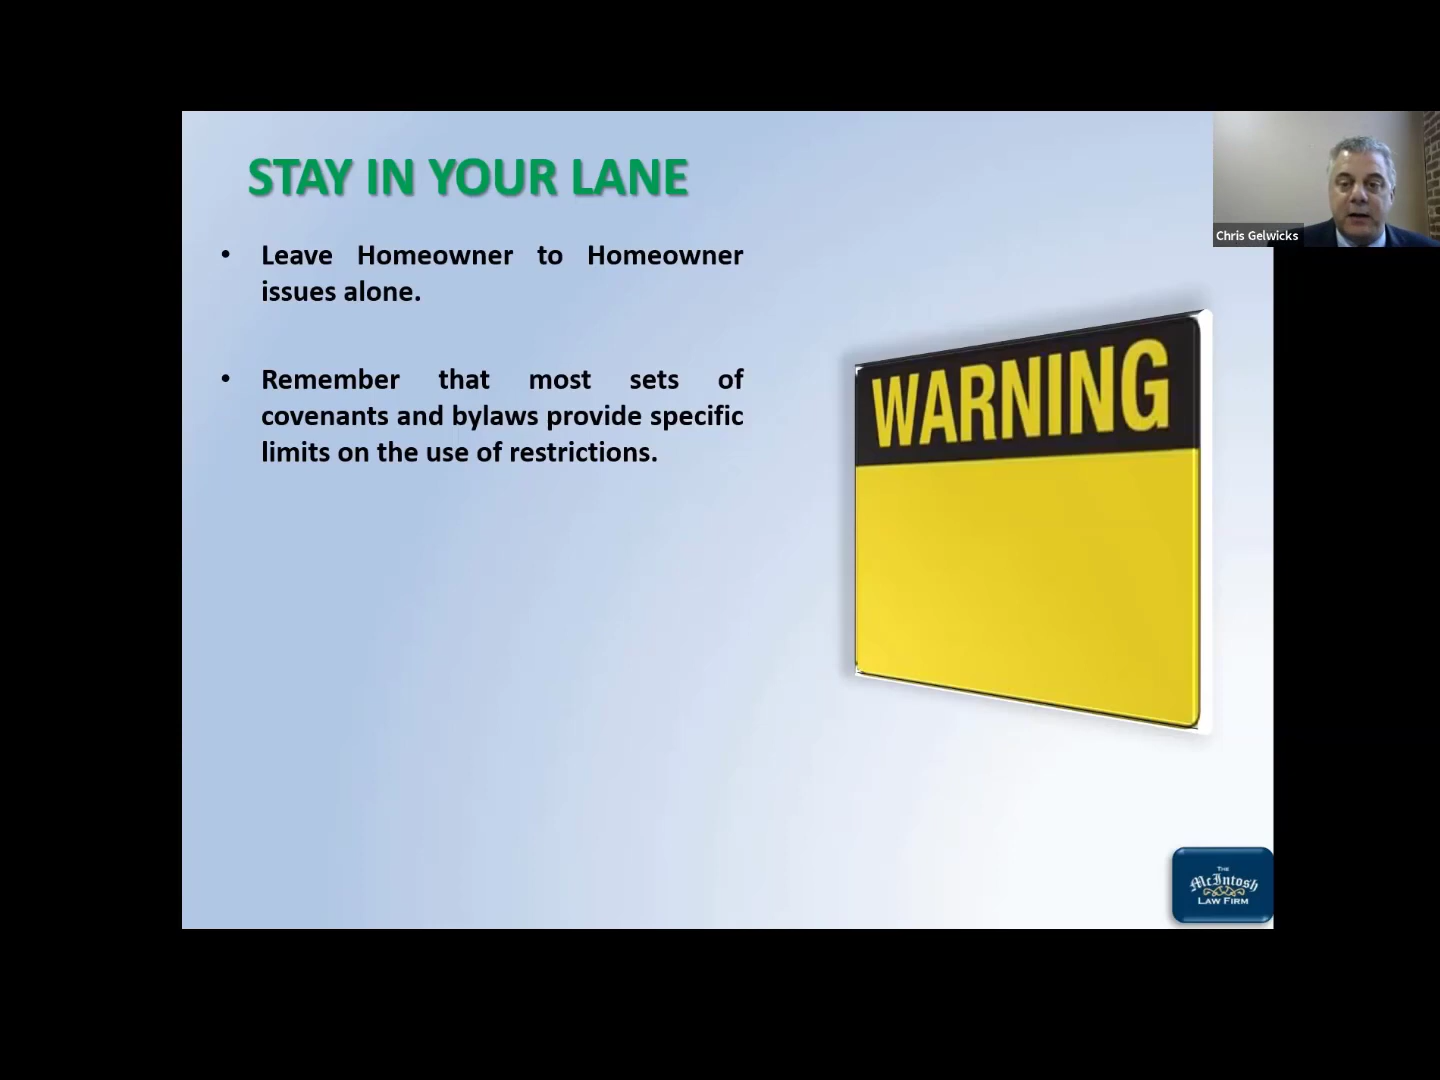 STAY IN YOUR LANE
• Leave Homeowner to Homeowner
issues alone.
• Remember that most sets of
covenants and bylaws provide specific
limits on the use of restrictions.
Chris Gelwicks
WARNING
THE
McIntosh
LAW FIRM